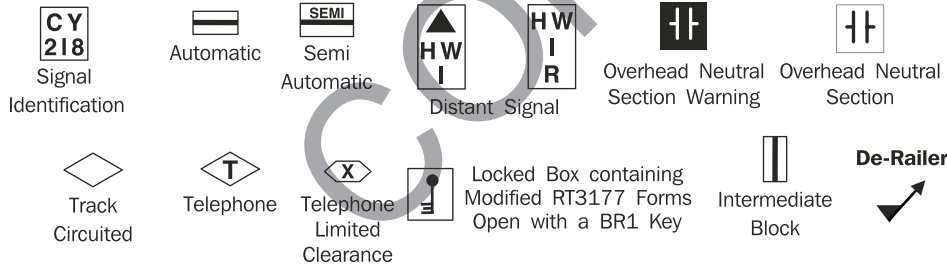 CY
218
Signal
Identification
Automatic
SEMI
Semi
Automatic
HW
I
HW
I
R
Distant Signal
Overhead Neutral
Section Warning
Overhead Neutral
Section
Track
Circuited
T
Telephone
X
Telephone
Limited
Clearance
Locked Box containing
Modified RT3177 Forms
Open with a BR1 Key
Intermediate
Block
De-Railer